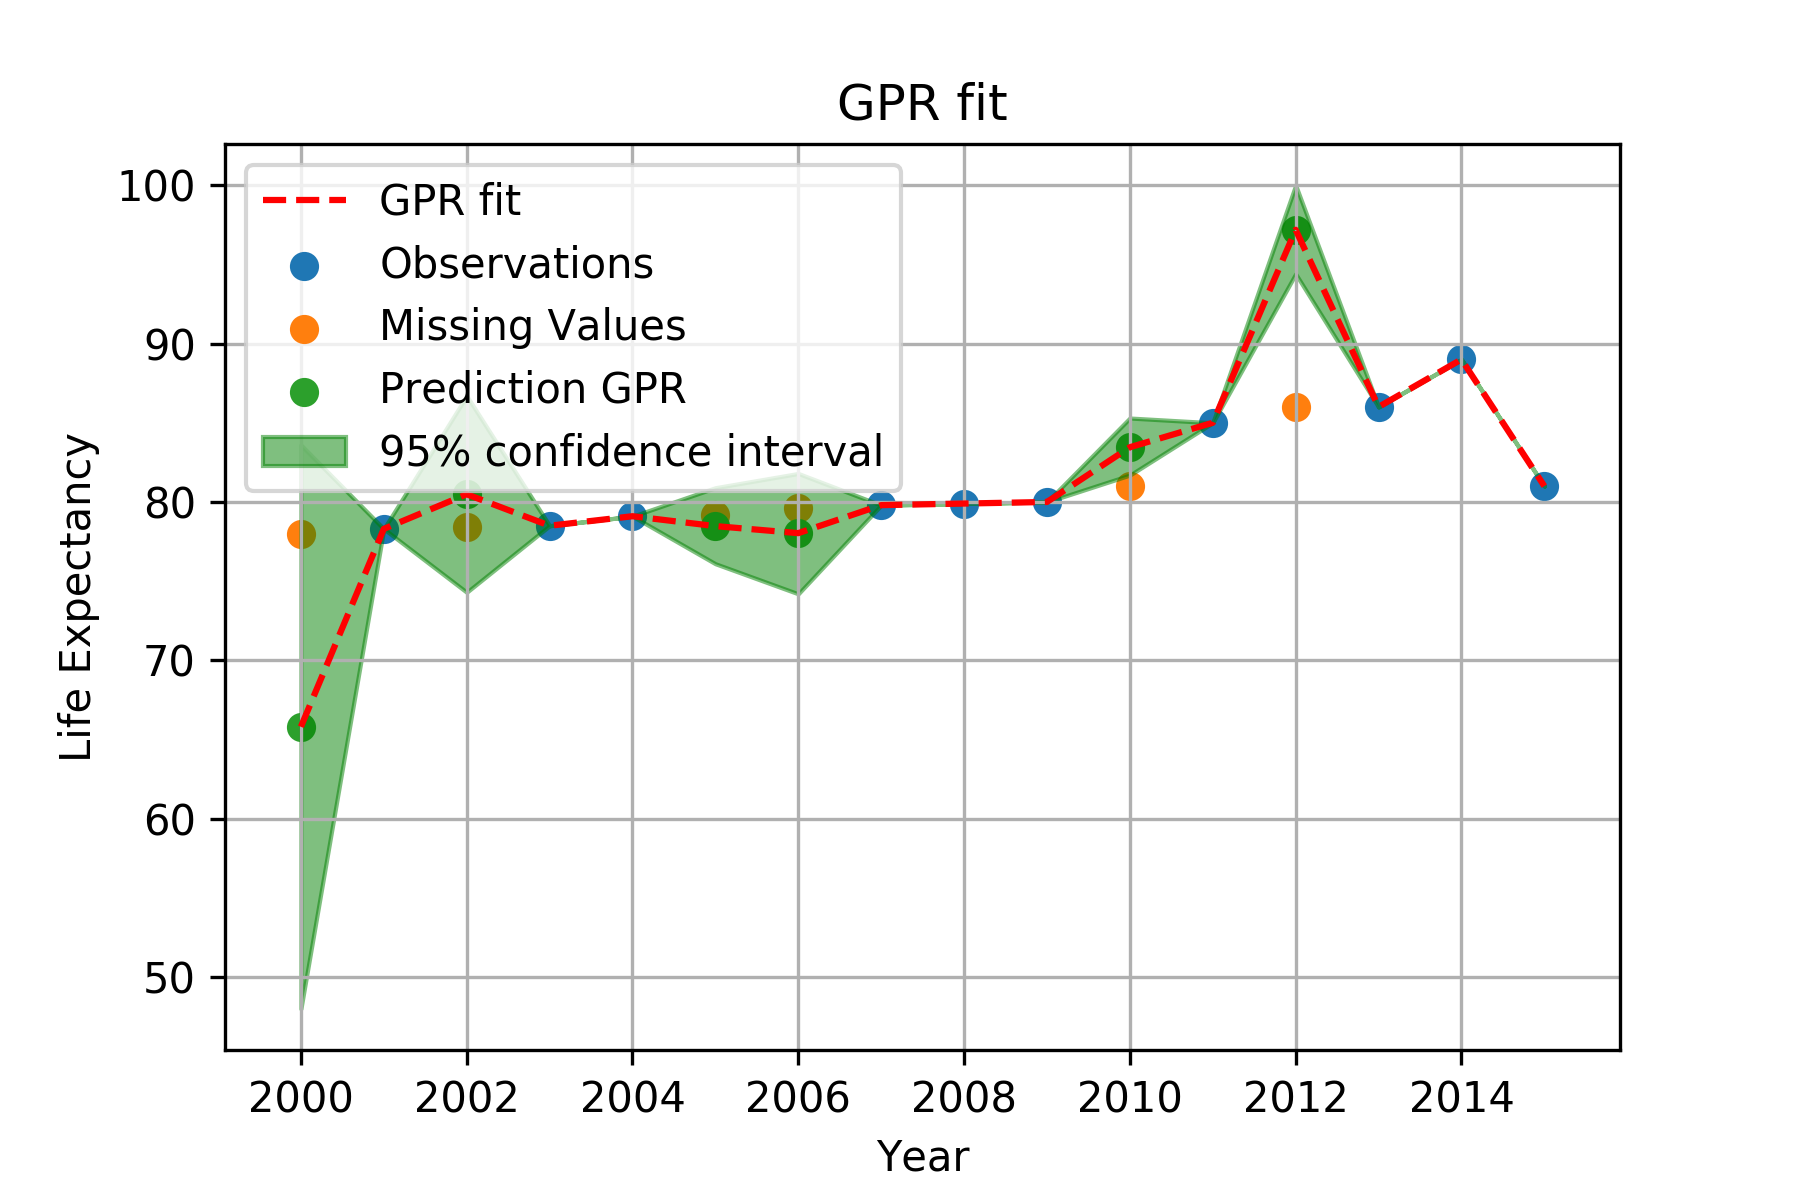 GPR fit
100
90
80
70
60
50
Life Expectancy
GPR fit
Observations
Missing Values
Prediction GPR
95% confidence interval
2000 2002 2004 2006 2008 2010 2012 2014
Year